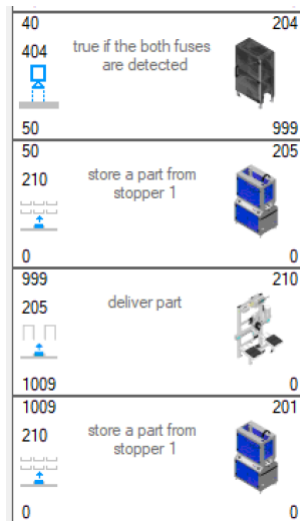 40 204
404 true if the both fuses
are detected
50 999
50 205
210 store a part from
stopper 1
0 0
999 210
205 deliver part
1009 0
1009 201
210 store a part from
stopper 1
0 0